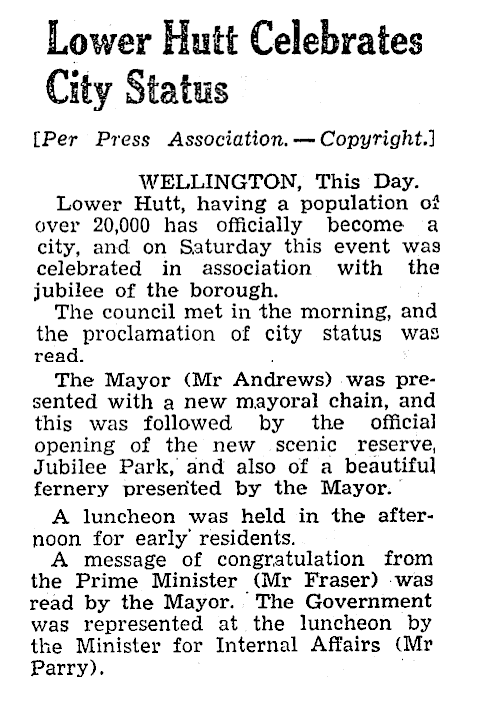 Lower Hutt Celebrates
City Status
[Per Press Association.—Copyright.]
WELLINGTON, This Day.
Lower Hutt, having a population of
over 20,000 has officially become a
city, and on Saturday this event was
celebrated in association with the
jubilee of the borough.
The council met in the morning, and
the proclamation of city status was
read.
The Mayor (Mr Andrews) was pre-
sented with a new mayoral chain, and
this was followed by the official
opening of the new scenic reserve,
Jubilee Park, and also of a beautiful
fernery presented by the Mayor.
A luncheon was held in the after-
noon for early residents.
A message of congratulation from
the Prime Minister (Mr Fraser) was
read by the Mayor. The Government
was represented at the luncheon by
the Minister for Internal Affairs (Mr
Parry).